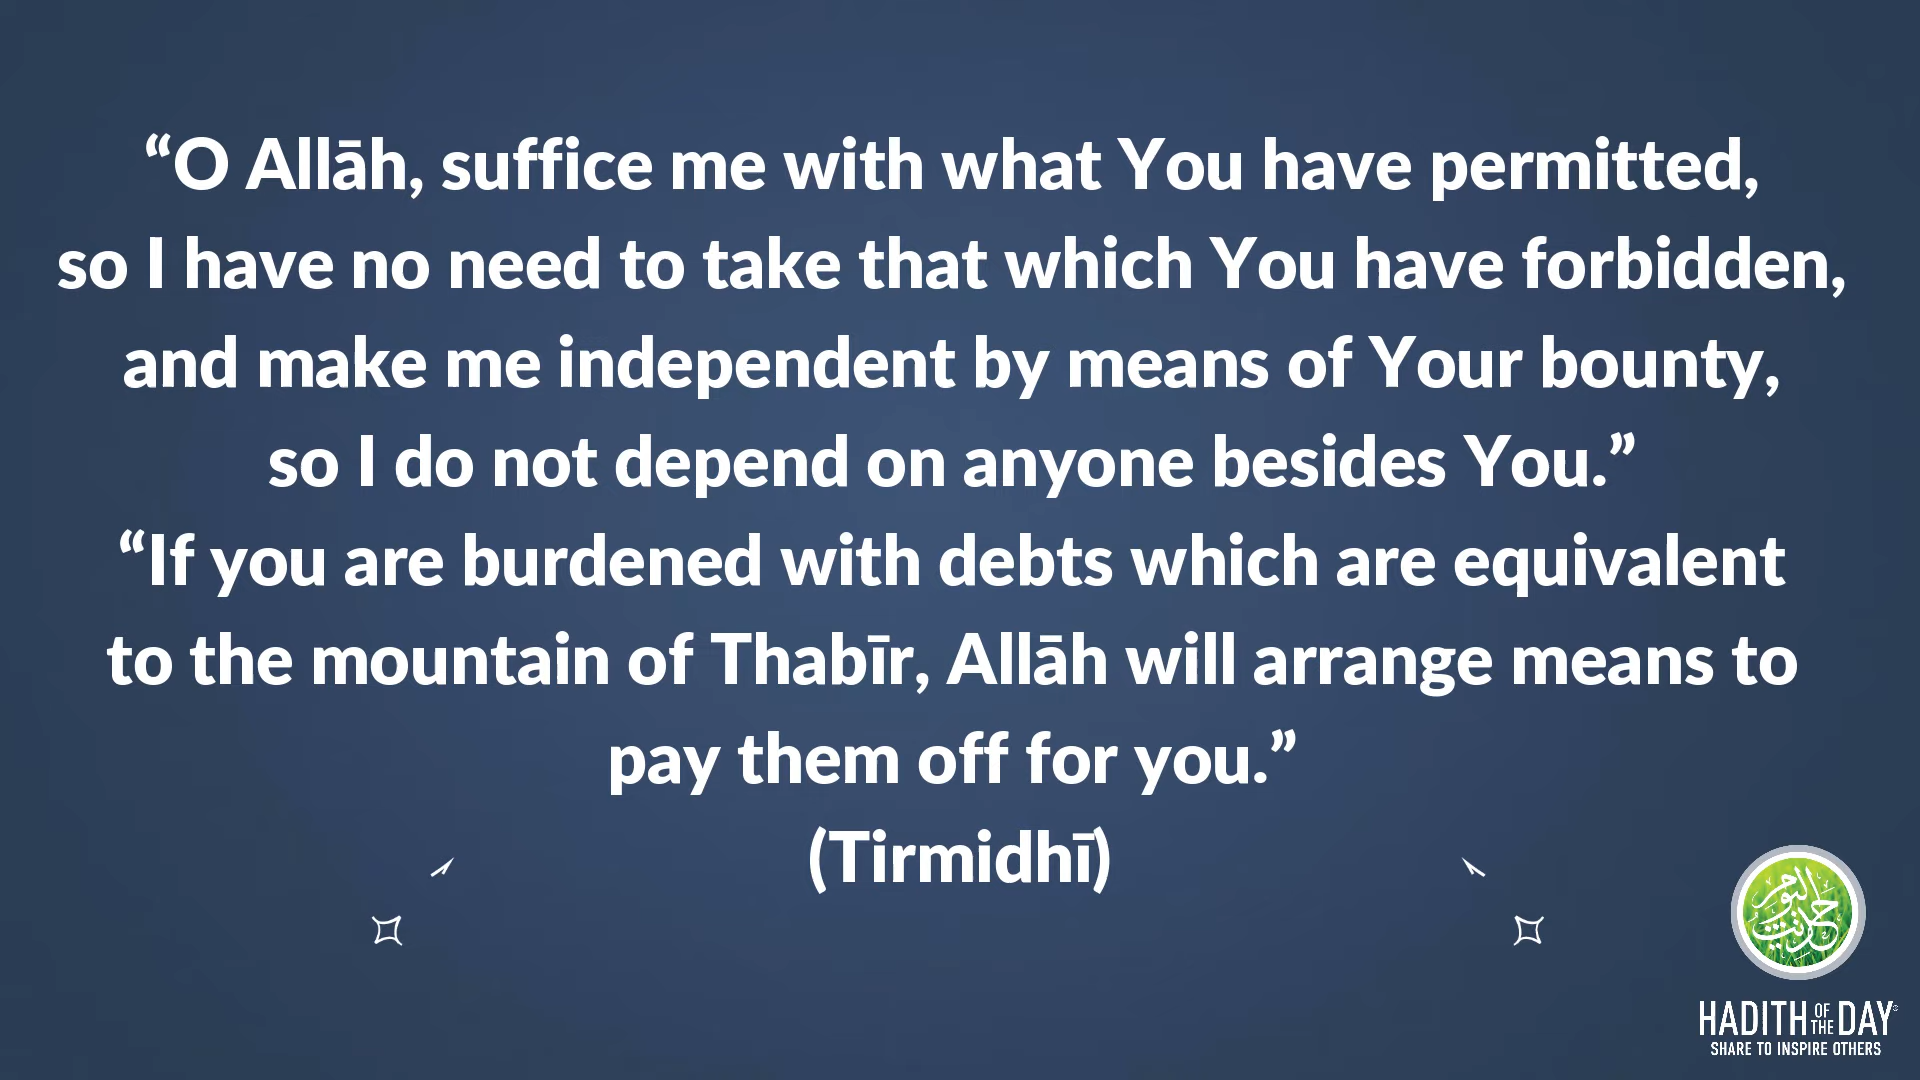 “O Allāh, suffice me with what You have permitted,
so I have no need to take that which You have forbidden,
and make me independent by means of Your bounty,
so I do not depend on anyone besides You.”
“If you are burdened with debts which are equivalent
to the mountain of Thabīr, Allāh will arrange means to
pay them off for you.”
(Tirmidhī)
حديث اليوم
HADITH OF THE DAY®
SHARE TO INSPIRE OTHERS